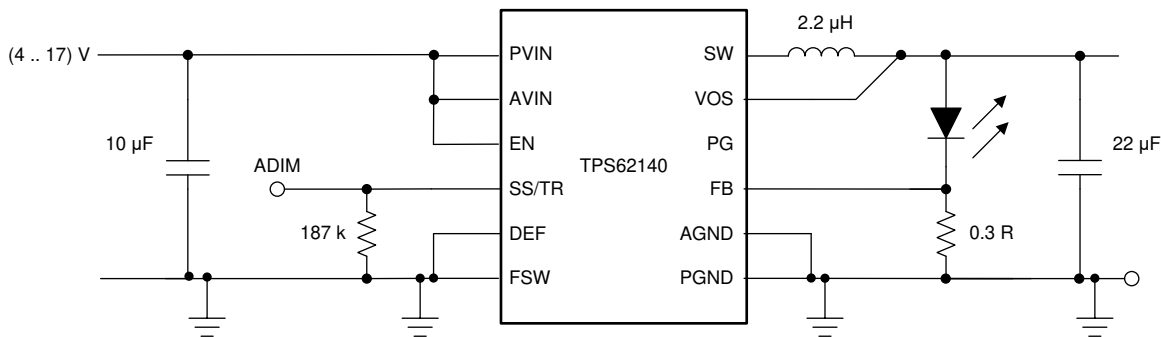 2.2 µH
(4 .. 17) V
PVIN
SW
AVIN
VOS
10 µF
EN
PG
22 µF
TPS62140
ADIM
SS/TR
FB
187 k
DEF
AGND
0.3 R
FSW
PGND